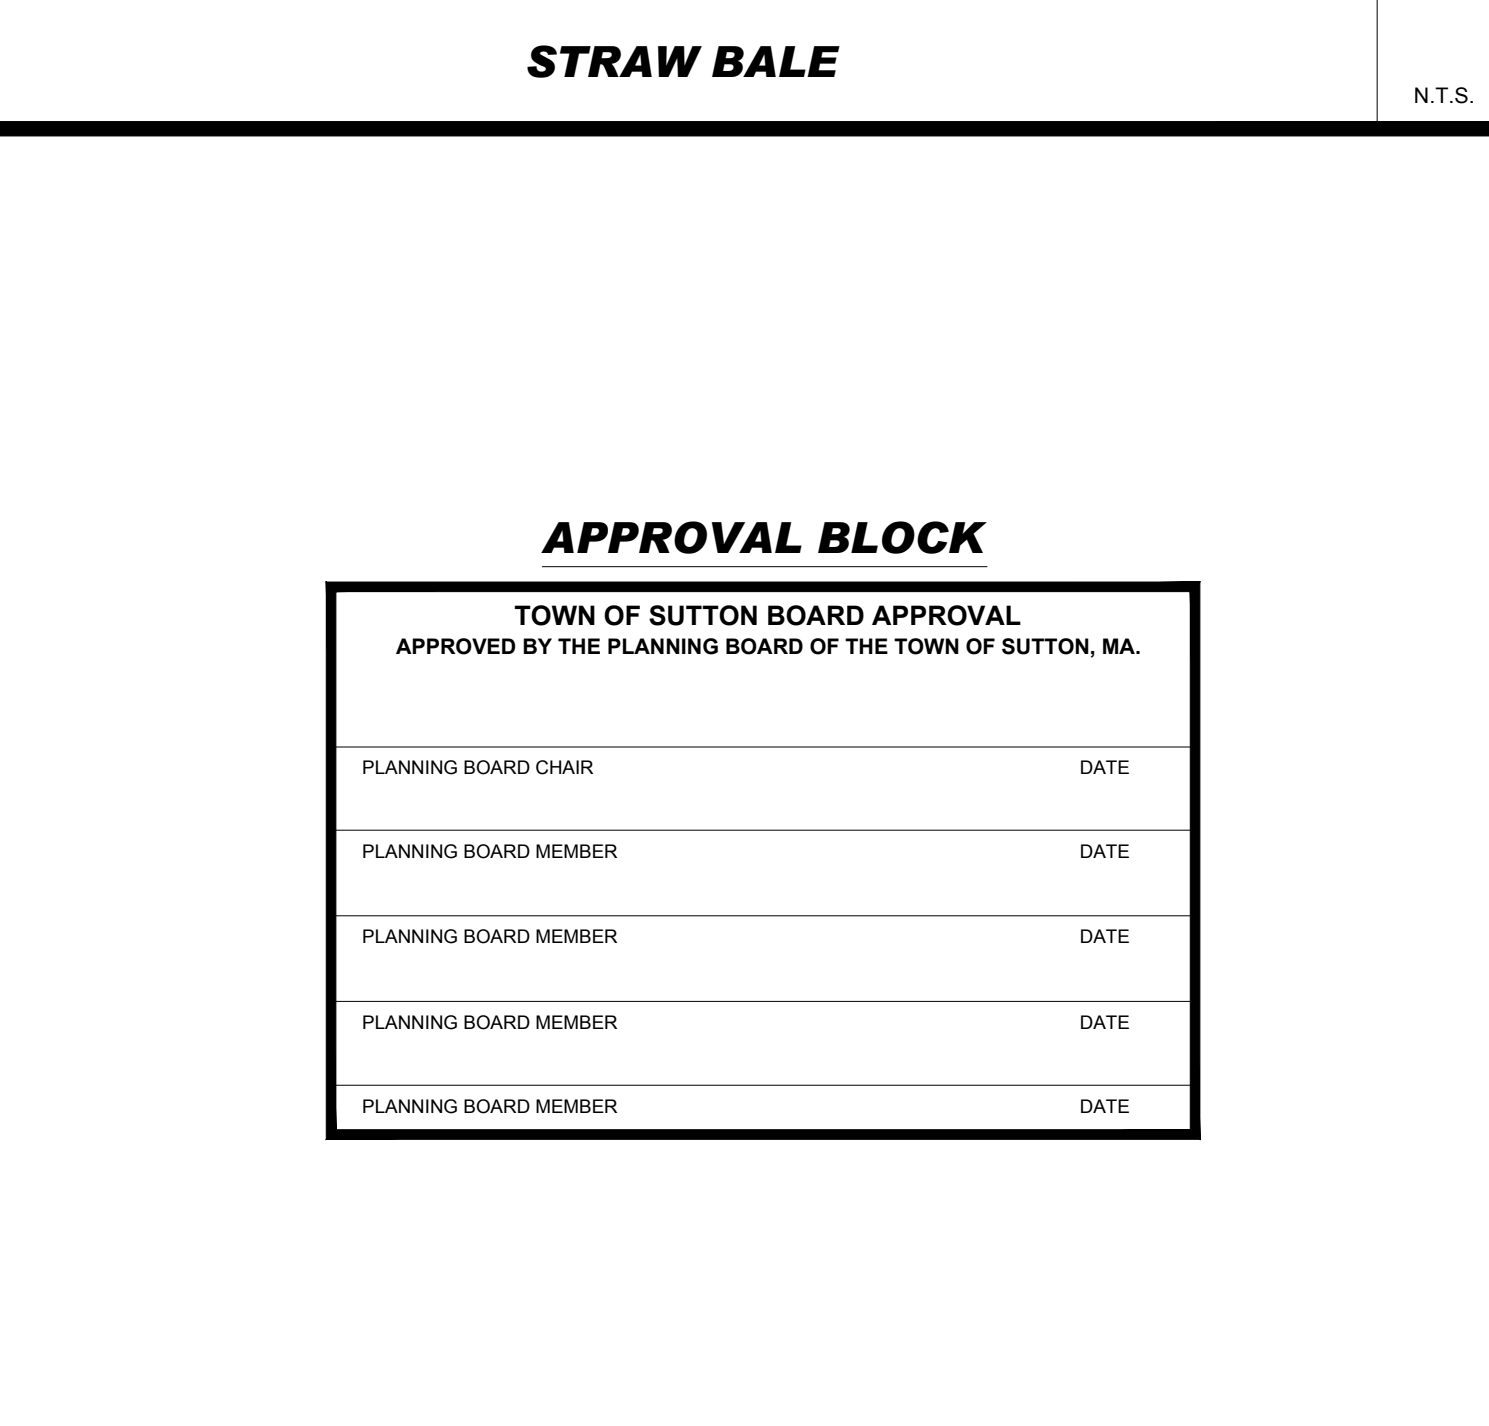 STRAW BALE
N.T.S.
APPROVAL BLOCK
TOWN OF SUTTON BOARD APPROVAL
APPROVED BY THE PLANNING BOARD OF THE TOWN OF SUTTON, MA.
PLANNING BOARD CHAIR DATE
PLANNING BOARD MEMBER DATE
PLANNING BOARD MEMBER DATE
PLANNING BOARD MEMBER DATE
PLANNING BOARD MEMBER DATE